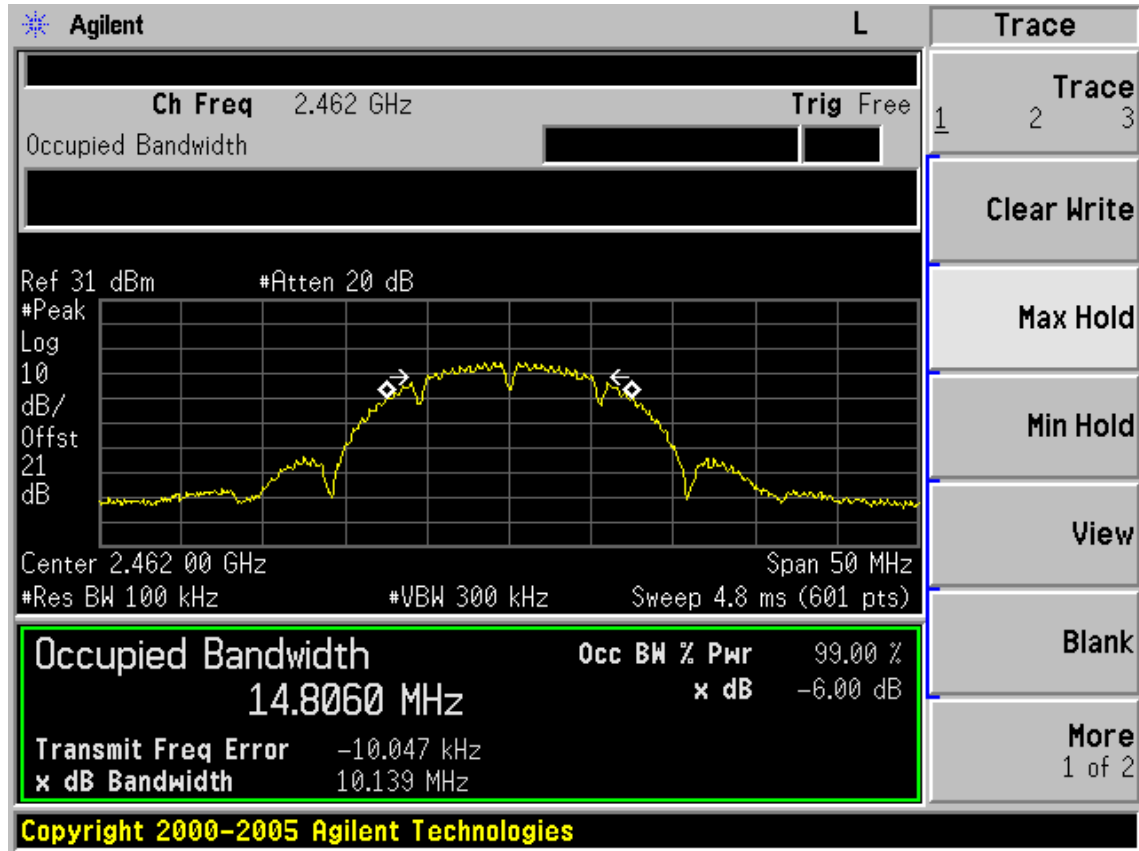 Agilent L Trace
Ch Freq 2.462 GHz Trig Free
Trace
1 2 3
Occupied Bandwidth
Clear Write
Ref 31 dBm #Atten 20 dB
#Peak
Log
10
dB/
Offst
21
dB
Max Hold
Min Hold
View
Center 2.462 00 GHz Span 50 MHz
#Res BW 100 kHz #VBW 300 kHz Sweep 4.8 ms (601 pts)
Occupied Bandwidth Occ BW % Pwr 99.00 %
14.8060 MHz x dB -6.00 dB
Blank
Transmit Freq Error -10.047 kHz
x dB Bandwidth 10.139 MHz
More
1 of 2
Copyright 2000-2005 Agilent Technologies